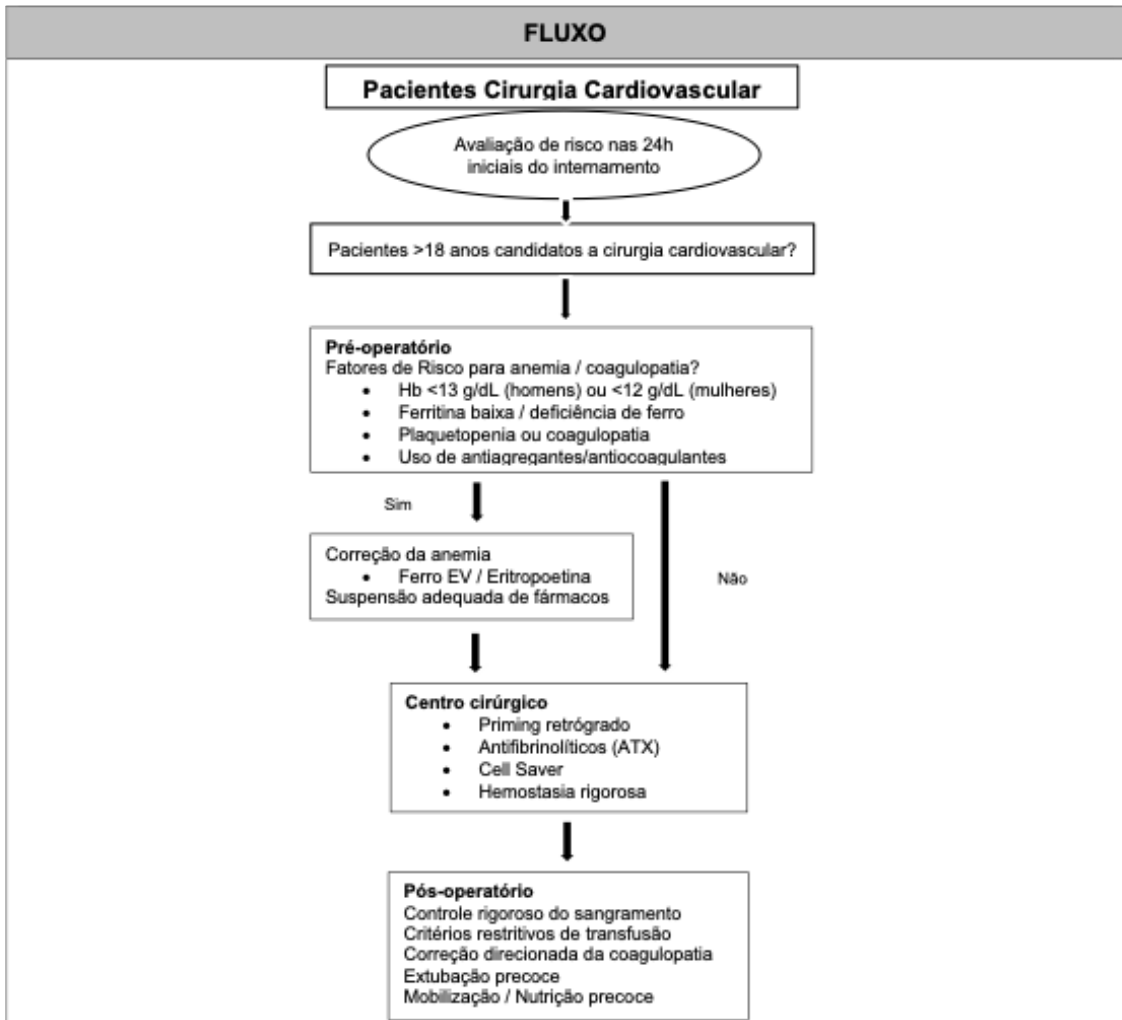 FLUXO
Pacientes Cirurgia Cardiovascular
Avaliação de risco nas 24h
iniciais do internamento
Pacientes >18 anos candidatos a cirurgia cardiovascular?
Pré-operatório
Fatores de Risco para anemia / coagulopatia?
• Hb <13 g/dL (homens) ou <12 g/dL (mulheres)
• Ferritina baixa / deficiência de ferro
• Plaquetopenia ou coagulopatia
• Uso de antiagregantes/antiocoagulantes
Sim
Correção da anemia
• Ferro EV / Eritropoetina
Suspensão adequada de fármacos
Não
Centro cirúrgico
• Priming retrógrado
• Antifibrinolíticos (ATX)
• Cell Saver
• Hemostasia rigorosa
Pós-operatório
Controle rigoroso do sangramento
Critérios restritivos de transfusão
Correção direcionada da coagulopatia
Extubação precoce
Mobilização / Nutrição precoce